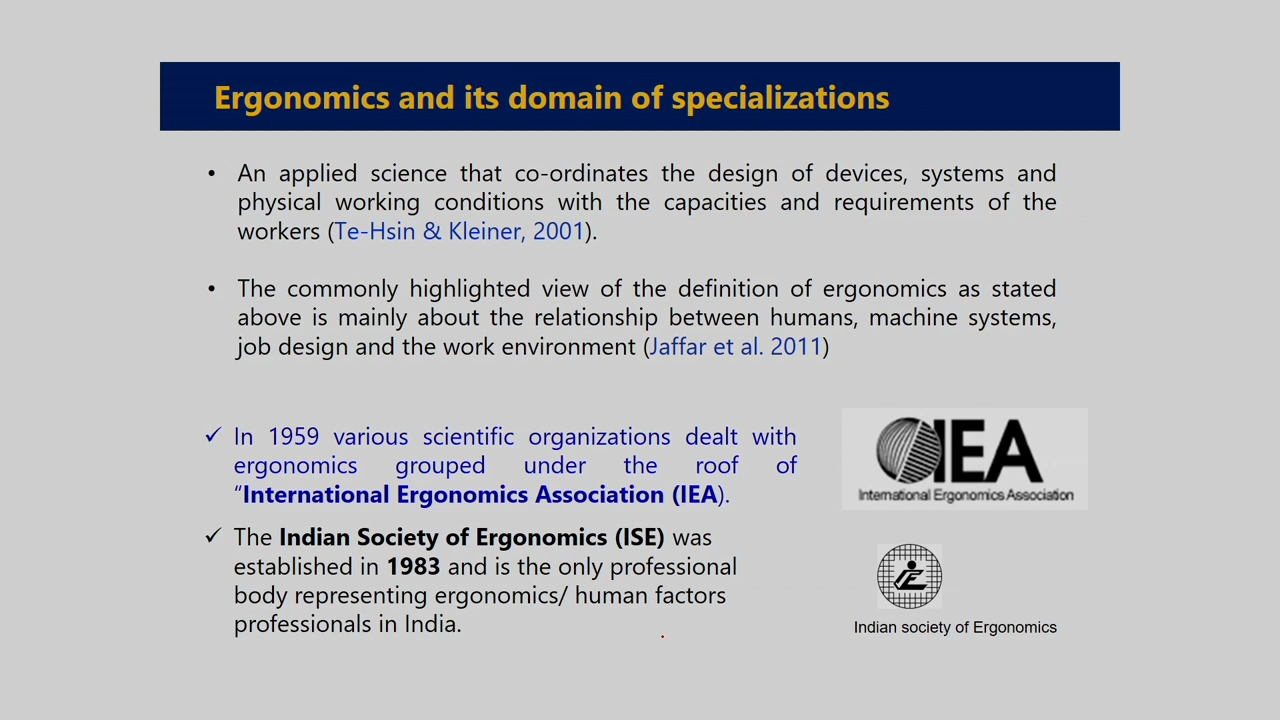 Ergonomics and its domain of specializations
• An applied science that co-ordinates the design of devices, systems and
physical working conditions with the capacities and requirements of the
workers (Te-Hsin & Kleiner, 2001).
• The commonly highlighted view of the definition of ergonomics as stated
above is mainly about the relationship between humans, machine systems,
job design and the work environment (Jaffar et al. 2011)
✓ In 1959 various scientific organizations dealt with
ergonomics grouped under the roof of
“International Ergonomics Association (IEA).
✓ The Indian Society of Ergonomics (ISE) was
established in 1983 and is the only professional
body representing ergonomics/ human factors
professionals in India.
IEA
International Ergonomics Association
Indian society of Ergonomics